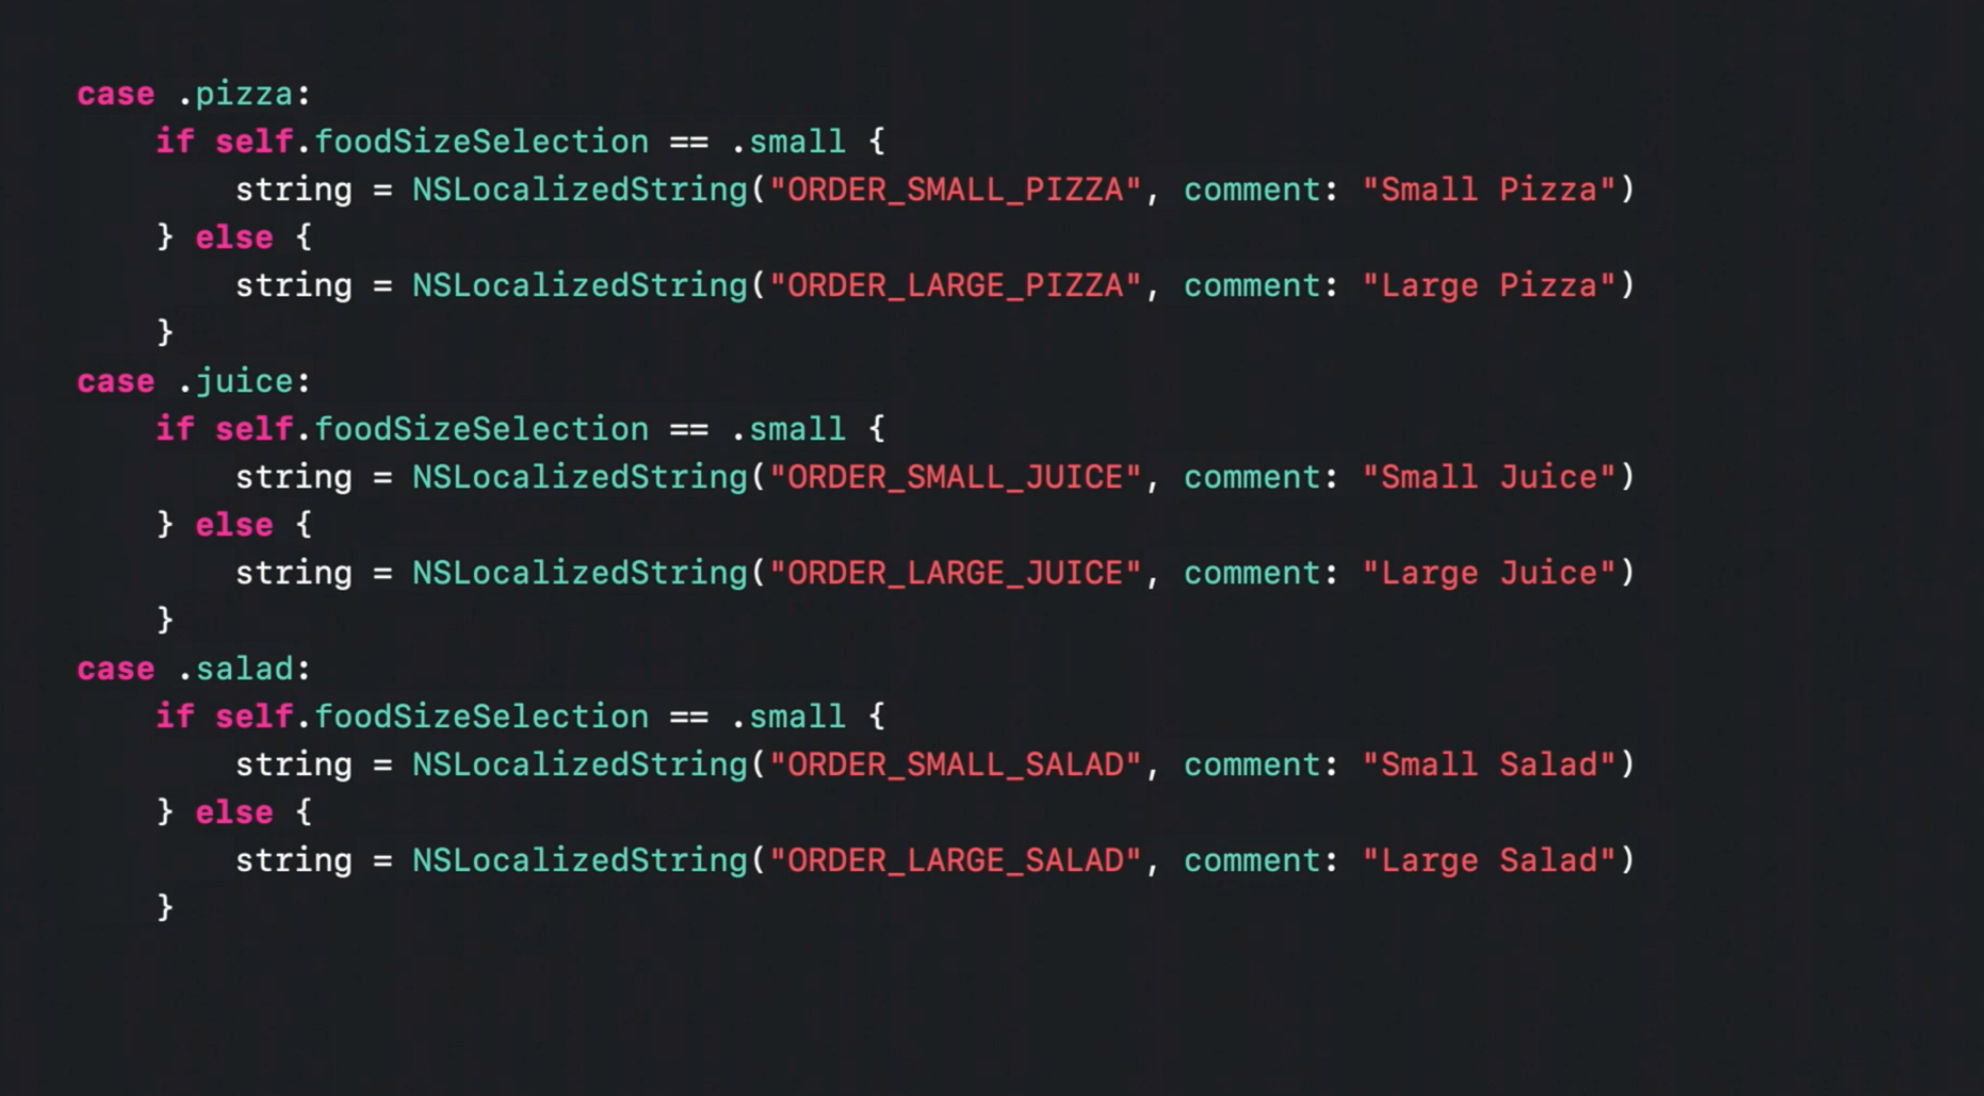 case .pizza:
    if self.foodSizeSelection == .small {
        string = NSLocalizedString("ORDER_SMALL_PIZZA", comment: "Small Pizza")
    } else {
        string = NSLocalizedString("ORDER_LARGE_PIZZA", comment: "Large Pizza")
    }
case .juice:
    if self.foodSizeSelection == .small {
        string = NSLocalizedString("ORDER_SMALL_JUICE", comment: "Small Juice")
    } else {
        string = NSLocalizedString("ORDER_LARGE_JUICE", comment: "Large Juice")
    }
case .salad:
    if self.foodSizeSelection == .small {
        string = NSLocalizedString("ORDER_SMALL_SALAD", comment: "Small Salad")
    } else {
        string = NSLocalizedString("ORDER_LARGE_SALAD", comment: "Large Salad")
    }